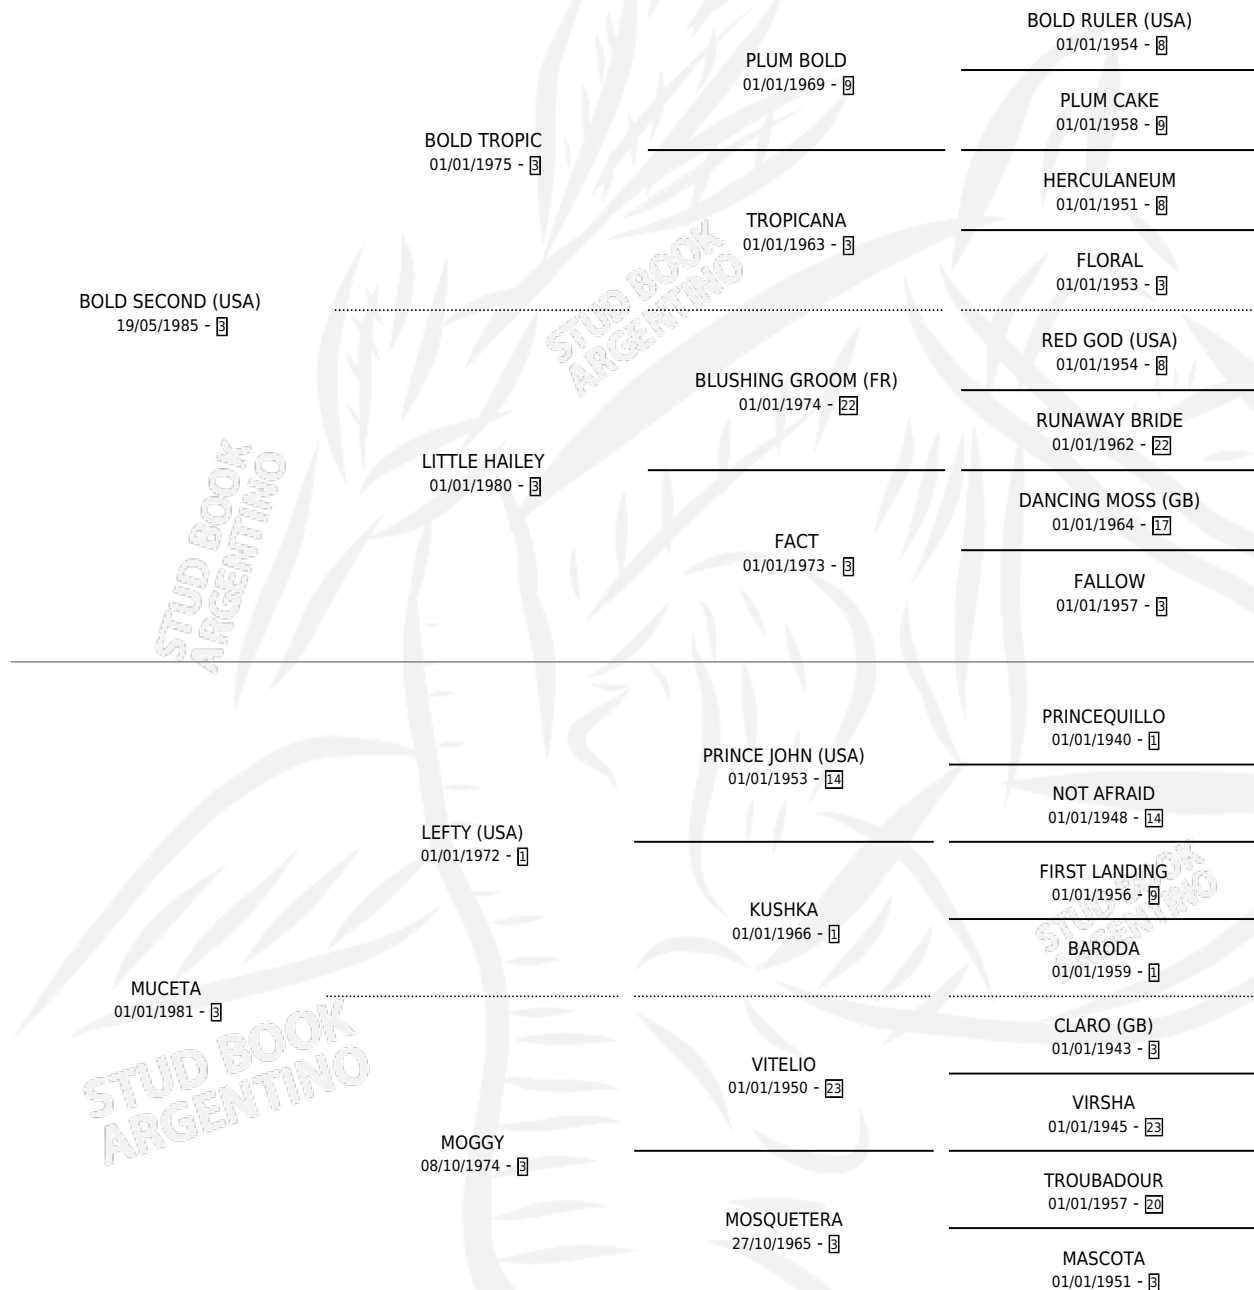 BOLD RULER (USA)
01/01/1954 - 8
PLUM BOLD
01/01/1969 - 9
PLUM CAKE
01/01/1958 - 9
BOLD TROPIC
01/01/1975 - 3
HERCULANEUM
01/01/1951 - 8
TROPICANA
01/01/1963 - 3
FLORAL
01/01/1953 - 3
BOLD SECOND (USA)
19/05/1985 - 3
RED GOD (USA)
01/01/1954 - 8
BLUSHING GROOM (FR)
01/01/1974 - 22
RUNAWAY BRIDE
01/01/1962 - 22
LITTLE HAILEY
01/01/1980 - 3
DANCING MOSS (GB)
01/01/1964 - 17
FACT
01/01/1973 - 3
FALLOW
01/01/1957 - 3
STUD BOOK
ARGENTINO
STUD BOOK
ARGENTINO
PRINCEQUILLO
01/01/1940 - 1
PRINCE JOHN (USA)
01/01/1953 - 14
NOT AFRAID
01/01/1948 - 14
LEFTY (USA)
01/01/1972 - 1
FIRST LANDING
01/01/1956 - 9
KUSHKA
01/01/1966 - 1
BARODA
01/01/1959 - 1
STUD BOOK
ARGENTINO
MUCETA
01/01/1981 - 3
CLARO (GB)
01/01/1943 - 3
VITELIO
01/01/1950 - 23
VIRSHA
01/01/1945 - 23
MOGGY
08/10/1974 - 3
TROUBADOUR
01/01/1957 - 20
MOSQUETERA
27/10/1965 - 3
MASCOTA
01/01/1951 - 3
STUD BOOK
ARGENTINO